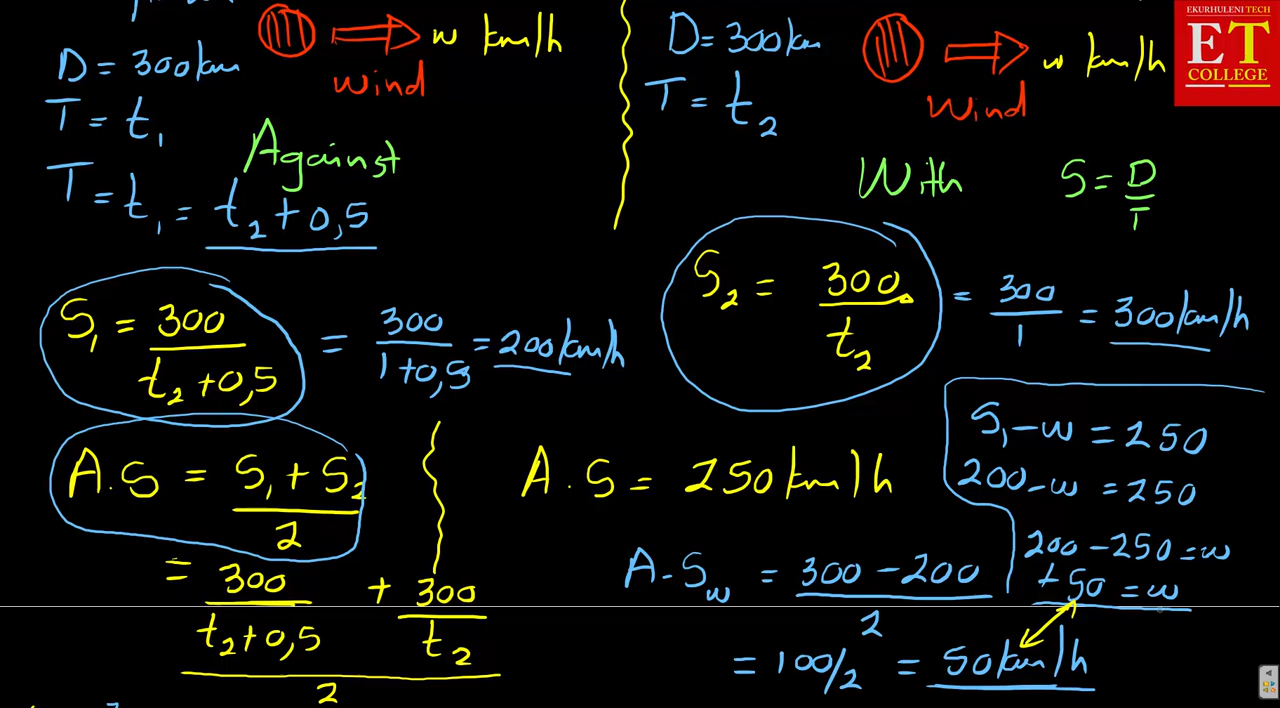 EKURHULENI TECH
ET
COLLEGE
w km/h
D = 300km
Wind
T = t₁
Against
T = t₁ = t₂ + 0,5
D = 300km
w km/h
T = t₂
Wind
With
S = D/T
S₁ = 300/(t₂ + 0,5) = 300/(1 + 0,5) = 200km/h
S₂ = 300/t₂ = 300/1 = 300km/h
A.S = (S₁ + S₂)/2
A.S = 250km/h
= (300/(t₂ + 0,5) + 300/t₂)/2
S₁ - w = 250
200 - w = 250
200 - 250 = w
+ 50 = w
A.S_w = (300 - 200)/2
= 100/2 = 50km/h